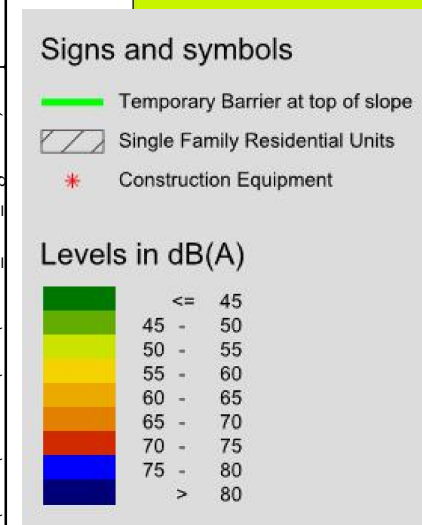 Signs and symbols
Temporary Barrier at top of slope
Single Family Residential Units
Construction Equipment
Levels in dB(A)
<= 45
45 - 50
50 - 55
55 - 60
60 - 65
65 - 70
70 - 75
75 - 80
> 80